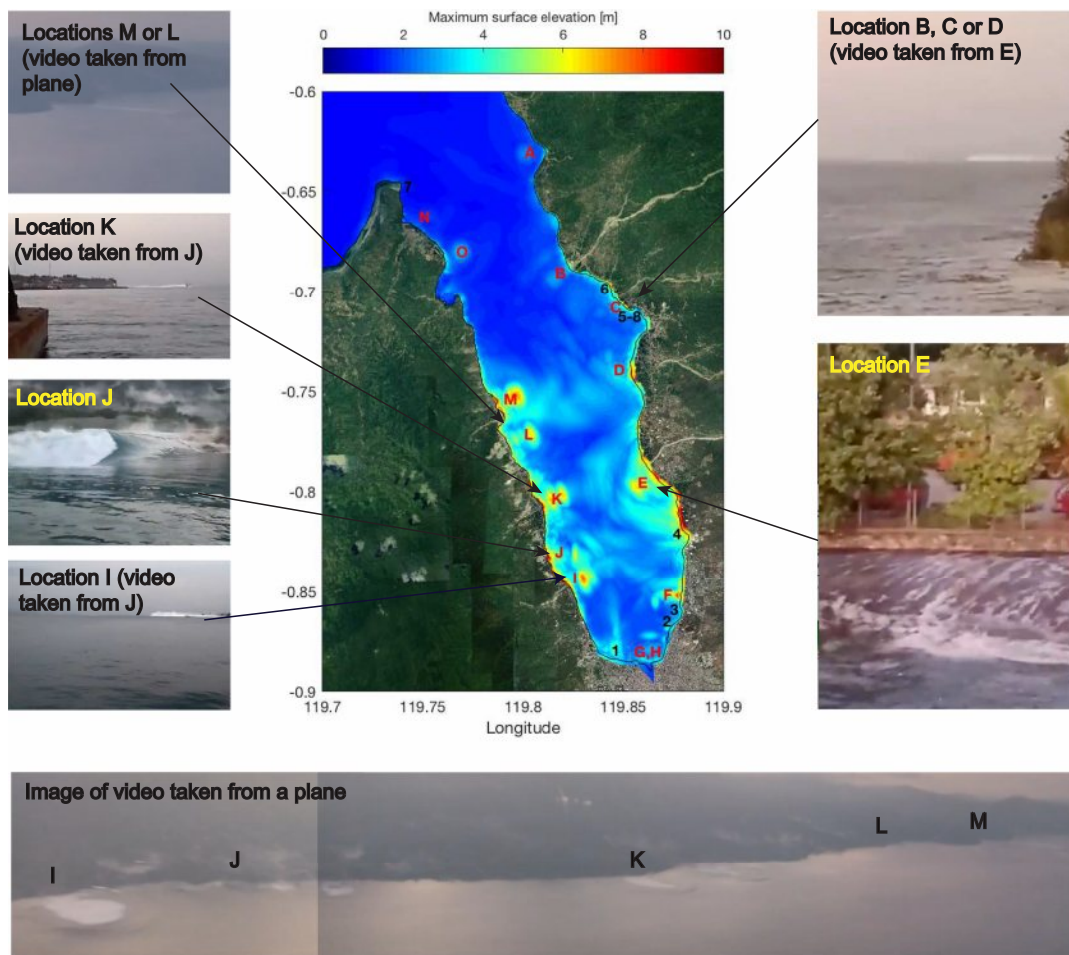 Locations M or L
(video taken from
plane)
Maximum surface elevation [m]
0 2 4 6 8 10
Location B, C or D
(video taken from E)
Location K
(video taken from J)
Location J
Location I (video
taken from J)
Location E
-0.6
-0.65
-0.7
-0.75
-0.8
-0.85
-0.9
A
7
N
O
B
6
C
5-8
D
M
L
E
K
4
J
I
F
3
2
1
G,H
119.7 119.75 119.8 119.85 119.9
Longitude
Image of video taken from a plane
I
J
K
L
M